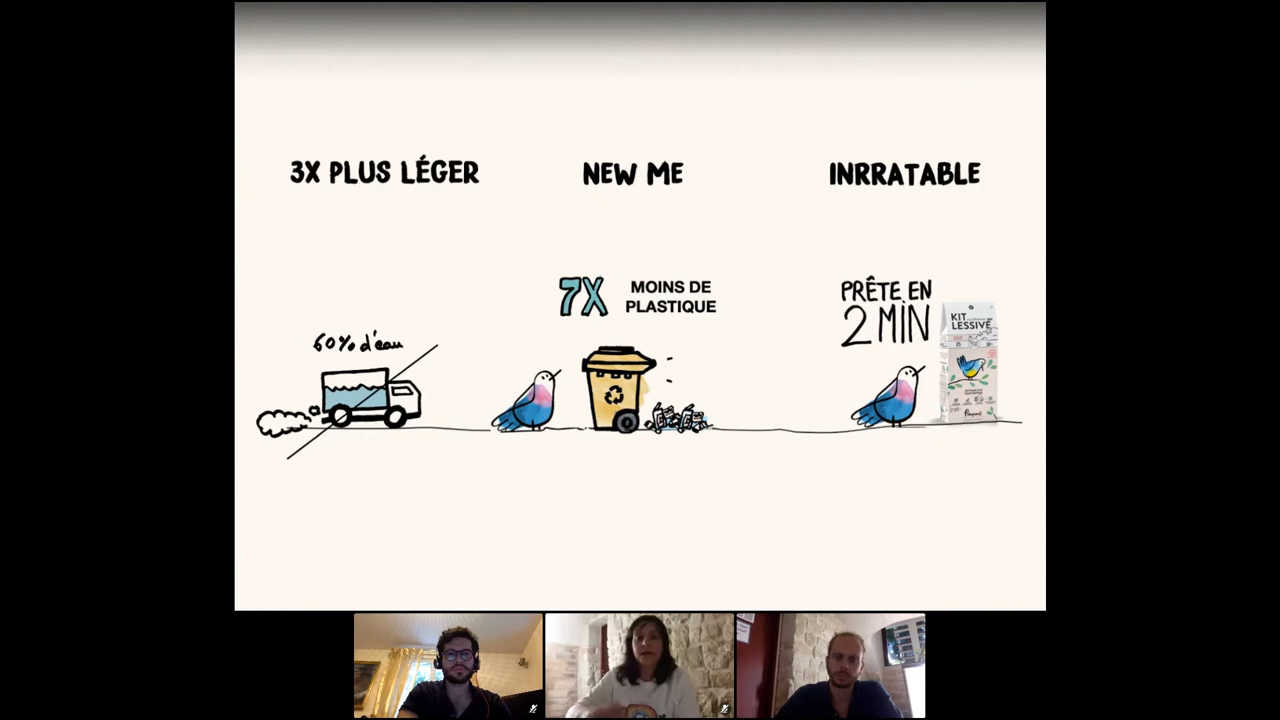 3X PLUS LÉGER
NEW ME
INRRATABLE
60% d'eau
7X
MOINS DE
PLASTIQUE
PRÊTE EN
2 MIN
KIT
LESSIVE